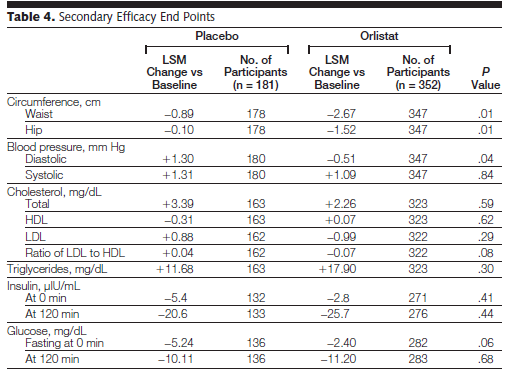 Table 4. Secondary Efficacy End Points
Placebo Orlistat
LSM Change vs Baseline No. of Participants (n = 181) LSM Change vs Baseline No. of Participants (n = 352) P Value
Circumference, cm
Waist −0.89 178 −2.67 347 .01
Hip −0.10 178 −1.52 347 .01
Blood pressure, mm Hg
Diastolic +1.30 180 −0.51 347 .04
Systolic +1.31 180 +1.09 347 .84
Cholesterol, mg/dL
Total +3.39 163 +2.26 323 .59
HDL −0.31 163 +0.07 323 .62
LDL +0.88 162 −0.99 322 .29
Ratio of LDL to HDL +0.04 162 −0.07 322 .08
Triglycerides, mg/dL +11.68 163 +17.90 323 .30
Insulin, µIU/mL
At 0 min −5.4 132 −2.8 271 .41
At 120 min −20.6 133 −25.7 276 .44
Glucose, mg/dL
Fasting at 0 min −5.24 136 −2.40 282 .06
At 120 min −10.11 136 −11.20 283 .68